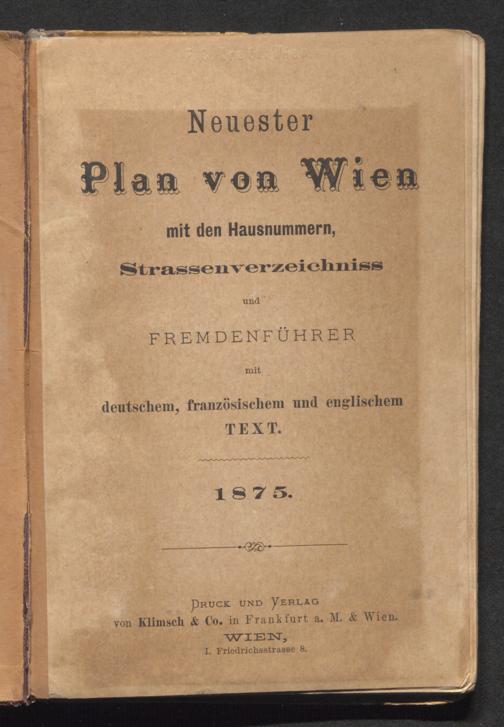 Neuester
Plan von Wien
mit den Hausnummern,
Strassenverzeichniss
und
FREMDENFÜHRER
mit
deutschem, französischem und englischem
TEXT.
1875.
DRUCK UND VERLAG
von Klimsch & Co. in Frankfurt a. M. & Wien.
WIEN,
I. Friedrichsstrasse 8.